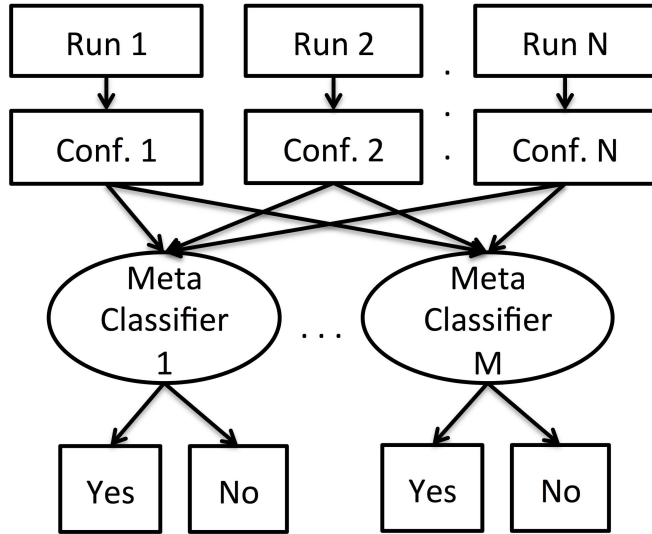 Run 1
Run 2
.
Run N
Conf. 1
Conf. 2
.
.
Conf. N
Meta
Classifier
1
. . .
Meta
Classifier
M
Yes
No
Yes
No